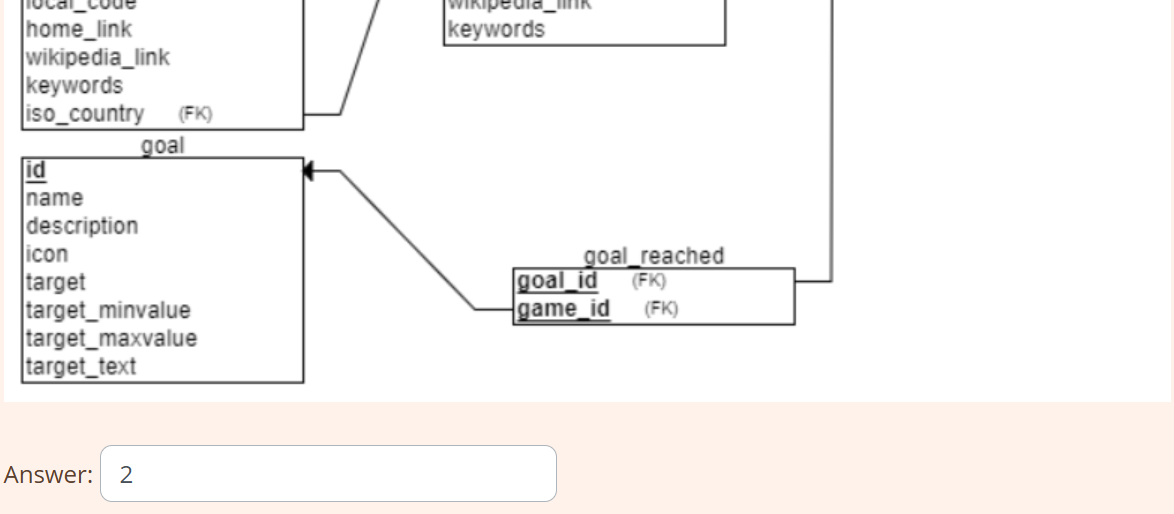 local_code
home_link
wikipedia_link
keywords
iso_country (FK)
wikipedia_link
keywords
goal
id
name
description
icon
target
target_minvalue
target_maxvalue
target_text
goal_reached
goal_id (FK)
game_id (FK)
Answer: 2